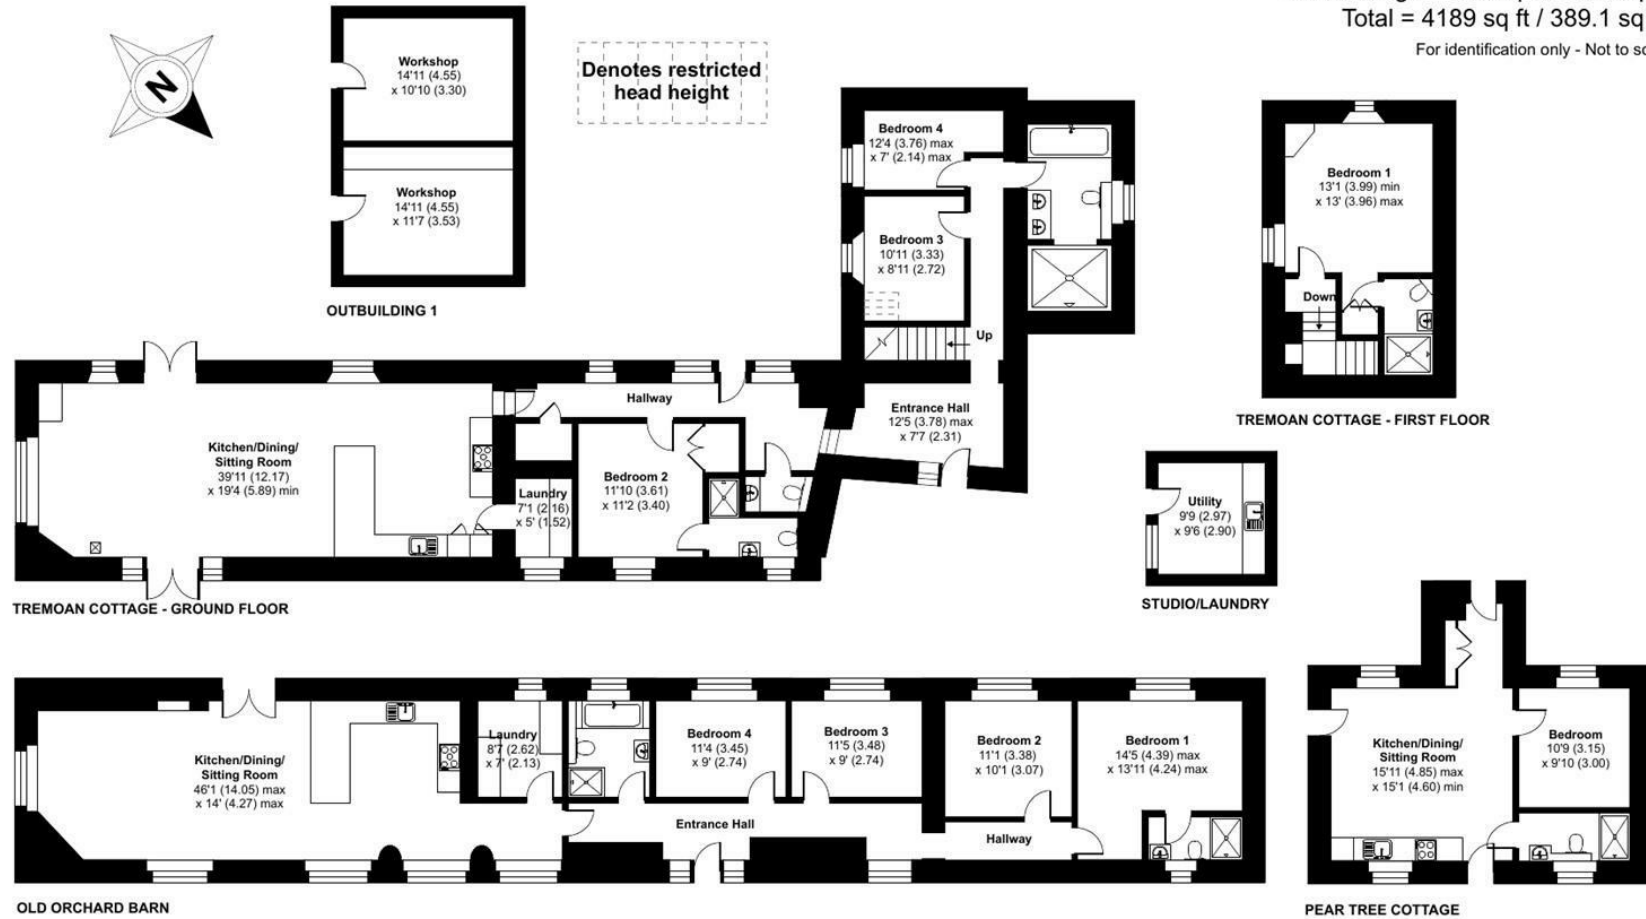 Total = 4189 sq ft / 389.1 sq
For identification only - Not to
N
Workshop
14'11 (4.55)
x 10'10 (3.30)
Workshop
14'11 (4.55)
x 11'7 (3.53)
OUTBUILDING 1
Denotes restricted
head height
Bedroom 4
12'4 (3.76) max
x 7' (2.14) max
Bedroom 3
10'11 (3.33)
x 8'11 (2.72)
Up
Entrance Hall
12'5 (3.78) max
x 7'7 (2.31)
Hallway
Kitchen/Dining/
Sitting Room
39'11 (12.17)
x 19'4 (5.89) min
Laundry
7'1 (2.16)
x 5' (1.52)
Bedroom 2
11'10 (3.61)
x 11'2 (3.40)
TREMOAN COTTAGE - GROUND FLOOR
Bedroom 1
13'1 (3.99) min
x 13' (3.96) max
Down
TREMOAN COTTAGE - FIRST FLOOR
Utility
9'9 (2.97)
x 9'6 (2.90)
STUDIO/LAUNDRY
Kitchen/Dining/
Sitting Room
46'1 (14.05) max
x 14' (4.27) max
Laundry
8'7 (2.62)
x 7' (2.13)
Bedroom 4
11'4 (3.45)
x 9' (2.74)
Bedroom 3
11'5 (3.48)
x 9' (2.74)
Bedroom 2
11'1 (3.38)
x 10'1 (3.07)
Bedroom 1
14'5 (4.39) max
x 13'11 (4.24) max
Entrance Hall
Hallway
OLD ORCHARD BARN
Kitchen/Dining/
Sitting Room
15'11 (4.85) max
x 15'1 (4.60) min
Bedroom
10'9 (3.15)
x 9'10 (3.00)
PEAR TREE COTTAGE